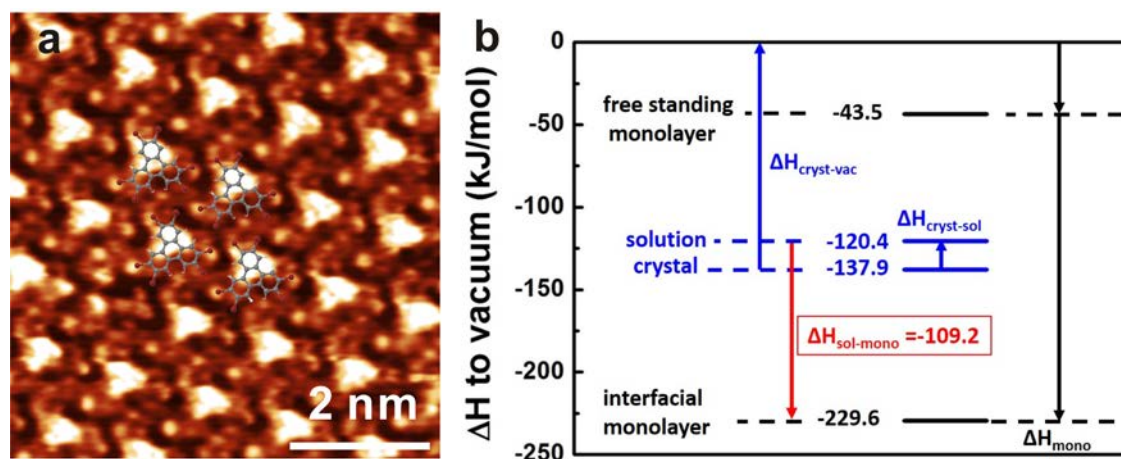 a
2 nm
b
ΔH to vacuum (kJ/mol)
0
-50
-100
-150
-200
-250
free standing
monolayer
-43.5
ΔHcryst-vac
ΔHcryst-sol
solution
-120.4
crystal
-137.9
ΔHsol-mono =-109.2
interfacial
monolayer
-229.6
ΔHmono